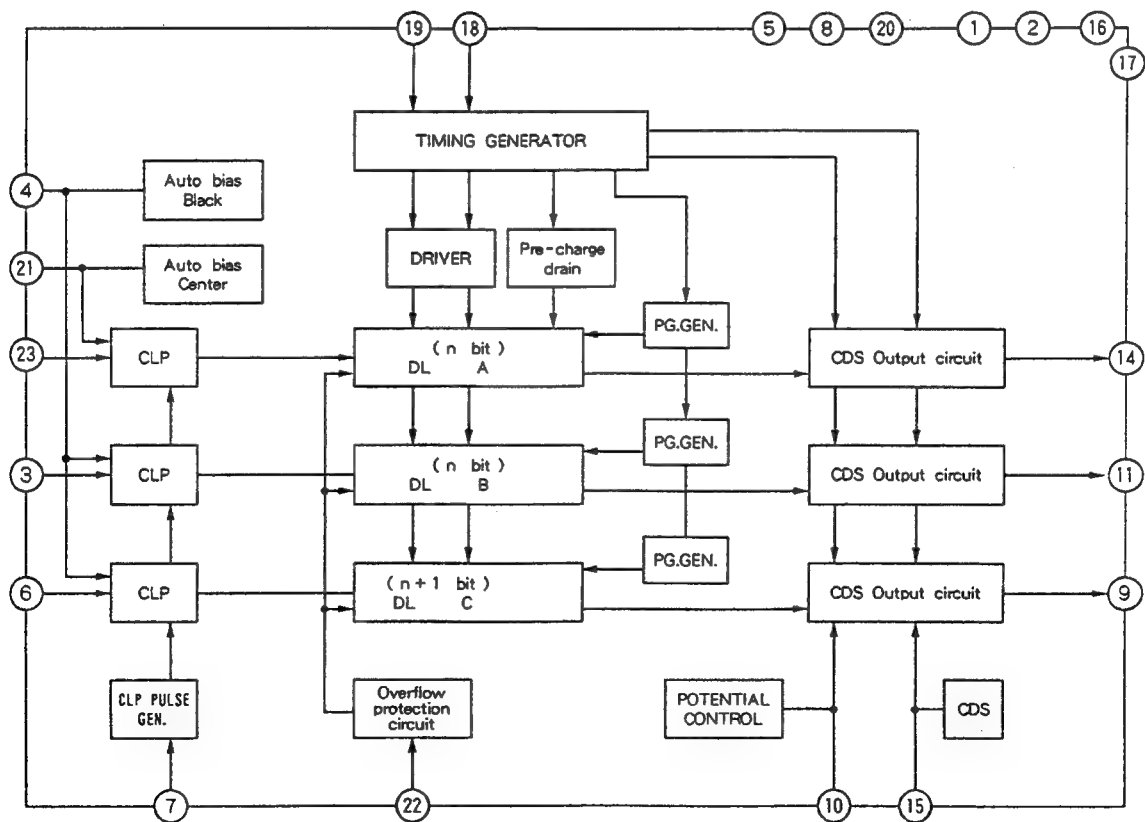 19
18
5
8
20
1
2
16
17
TIMING GENERATOR
4
Auto bias
Black
21
Auto bias
Center
DRIVER
Pre-charge
drain
PG.GEN.
23
CLP
(n bit)
DL A
CDS Output circuit
14
PG.GEN.
3
CLP
(n bit)
DL B
CDS Output circuit
11
PG.GEN.
6
CLP
(n+1 bit)
DL C
CDS Output circuit
9
CLP PULSE
GEN.
Overflow
protection
circuit
POTENTIAL
CONTROL
CDS
7
22
10
15